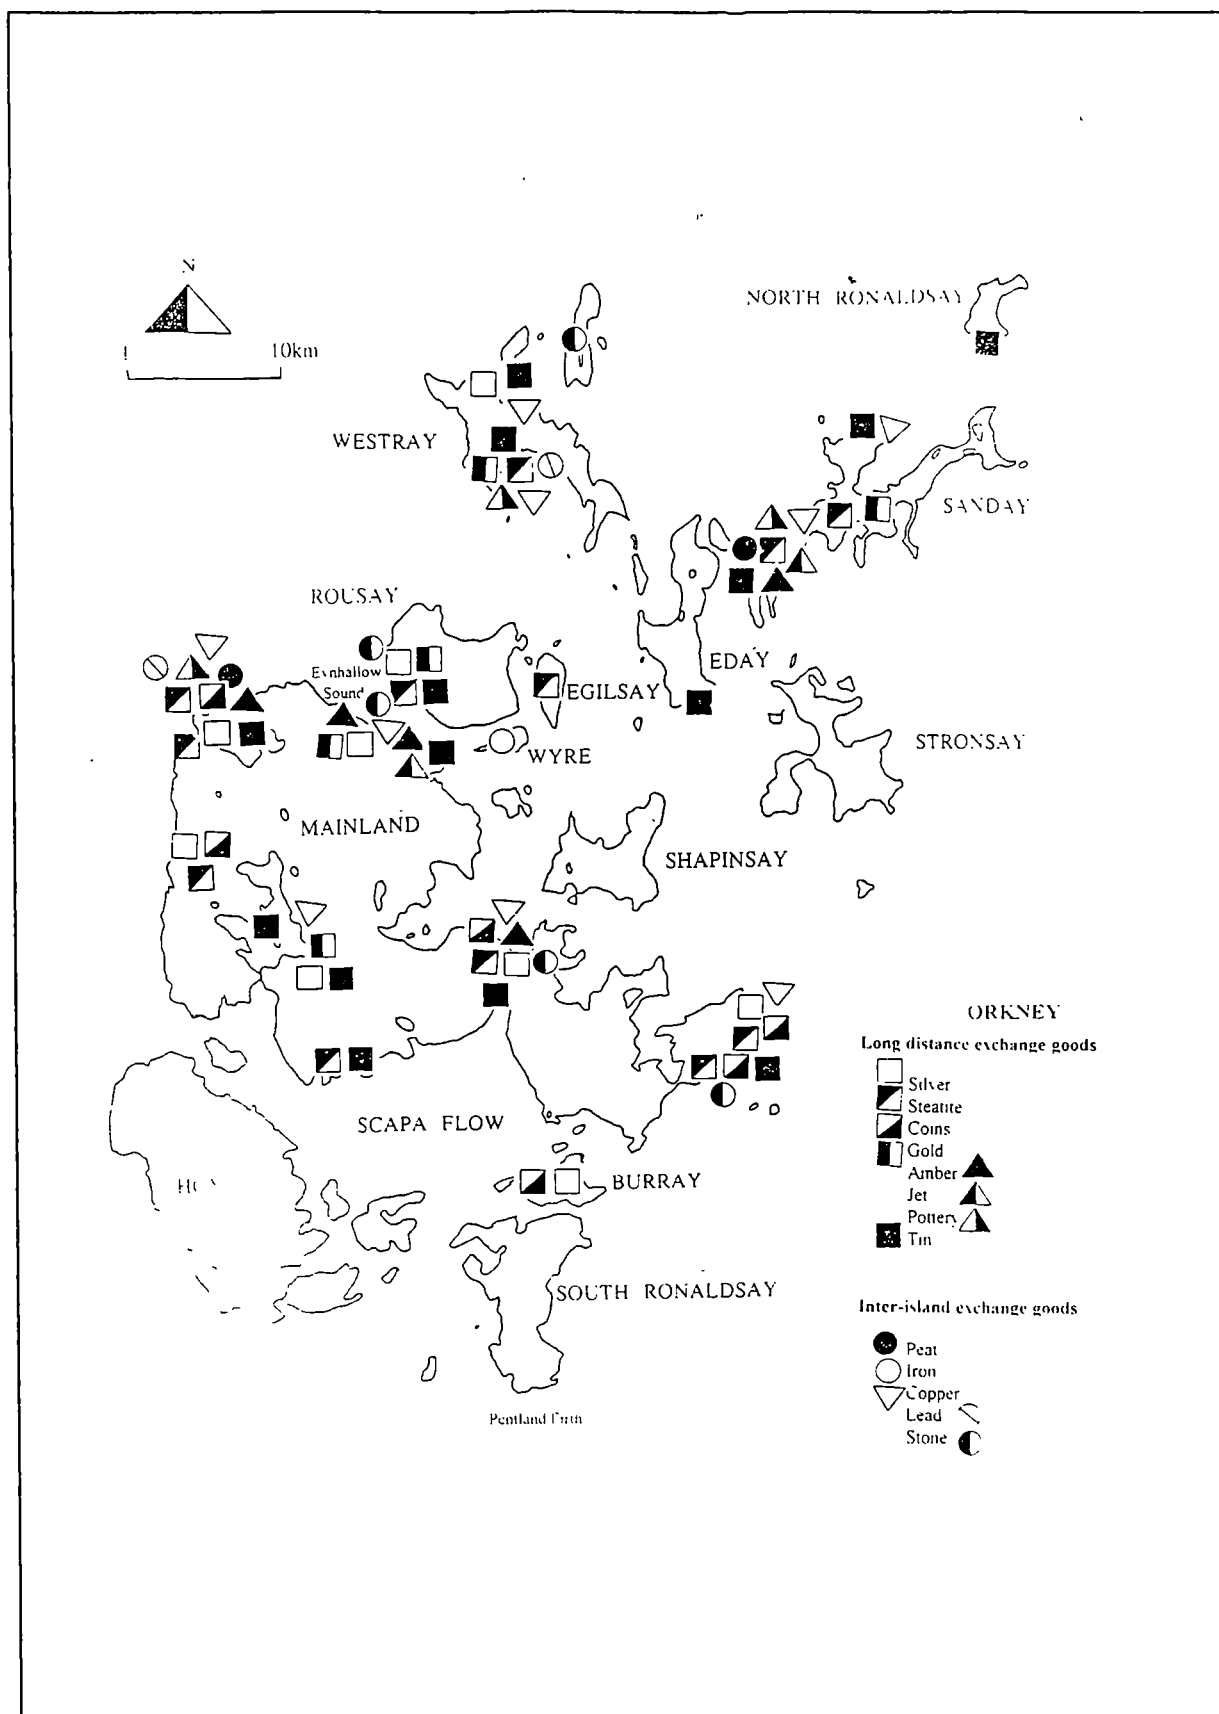 N
10km
NORTH RONALDSAY
WESTRAY
SANDAY
ROUSAY
Eynhallow
Sound
EGILSAY
EDAY
WYRE
STRONSAY
MAINLAND
SHAPINSAY
ORKNEY
Long distance exchange goods
Silver
Steatite
Coins
Gold
Amber
Jet
Pottery
Tin
SCAPA FLOW
BURRAY
SOUTH RONALDSAY
Inter-island exchange goods
Peat
Iron
Copper
Lead
Stone
Pentland Firth